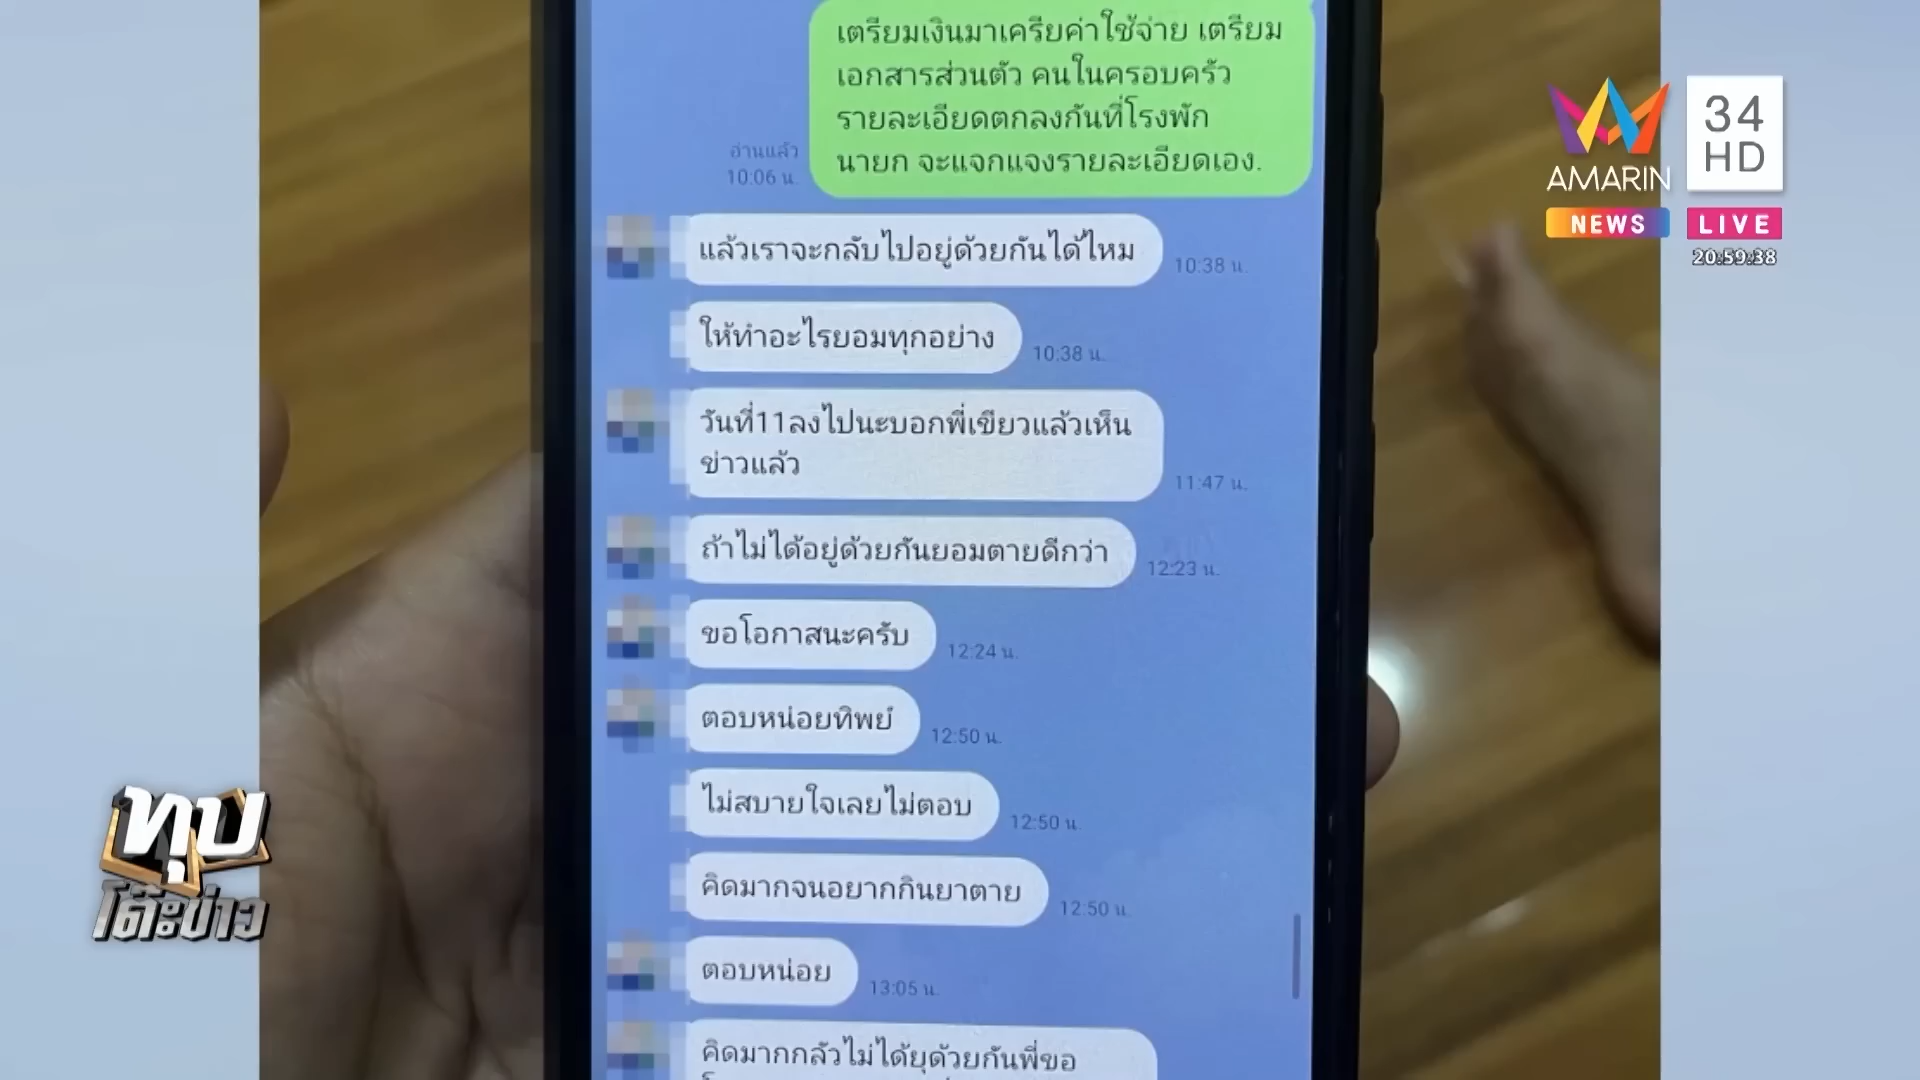 เตรียมเงินมาเครียค่าใช้จ่าย เตรียม
เอกสารส่วนตัว คนในครอบครัว
รายละเอียดตกลงกันที่โรงพัก
นายก จะแจกแจงรายละเอียดเอง.
อ่านแล้ว
10:06 น.
แล้วเราจะกลับไปอยู่ด้วยกันได้ไหม
10:38 น.
ให้ทำอะไรยอมทุกอย่าง
10:38 น.
วันที่11ลงไปนะบอกพี่เขียวแล้วเห็น
ข่าวแล้ว
11:47 น.
ถ้าไม่ได้อยู่ด้วยกันยอมตายดีกว่า
12:23 น.
ขอโอกาสนะครับ
12:24 น.
ตอบหน่อยทิพย์
12:50 น.
ไม่สบายใจเลยไม่ตอบ
12:50 น.
คิดมากจนอยากกินยาตาย
12:50 น.
ตอบหน่อย
13:05 น.
คิดมากกลัวไม่ได้ยุด้วยกันพี่ขอ
AMARIN
34
HD
NEWS
LIVE
20:59:38
ทุบ
โต๊ะข่าว